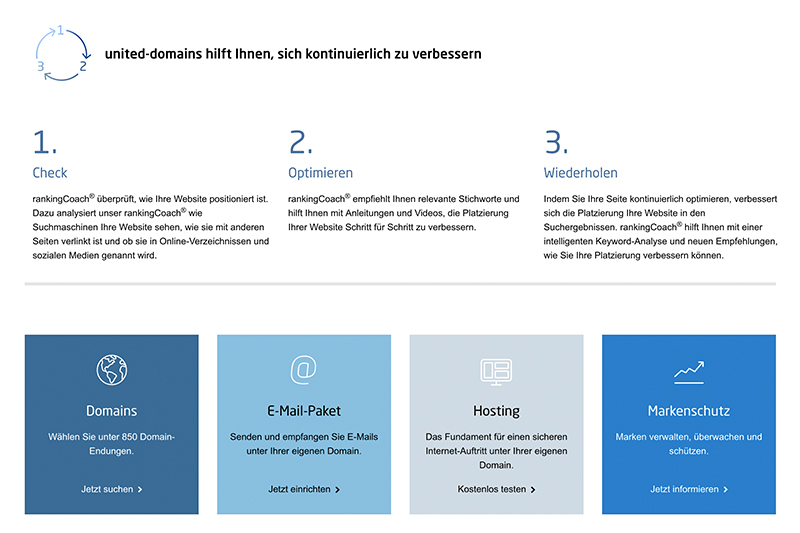 1
2
3
united-domains hilft Ihnen, sich kontinuierlich zu verbessern
1.
Check
rankingCoach® überprüft, wie Ihre Website positioniert ist.
Dazu analysiert unser rankingCoach® wie
Suchmaschinen Ihre Website sehen, wie sie mit anderen
Seiten verlinkt ist und ob sie in Online-Verzeichnissen und
sozialen Medien genannt wird.
2.
Optimieren
rankingCoach® empfiehlt Ihnen relevante Stichworte und
hilft Ihnen mit Anleitungen und Videos, die Platzierung
Ihrer Website Schritt für Schritt zu verbessern.
3.
Wiederholen
Indem Sie Ihre Seite kontinuierlich optimieren, verbessert
sich die Platzierung Ihre Website in den
Suchergebnissen. rankingCoach® hilft Ihnen mit einer
intelligenten Keyword-Analyse und neuen Empfehlungen,
wie Sie Ihre Platzierung verbessern können.
Domains
Wählen Sie unter 850 Domain-
Endungen.
Jetzt suchen
@
E-Mail-Paket
Senden und empfangen Sie E-Mails
unter Ihrer eigenen Domain.
Jetzt einrichten
Hosting
Das Fundament für einen sicheren
Internet-Auftritt unter Ihrer eigenen
Domain.
Kostenlos testen
Markenschutz
Marken verwalten, überwachen und
schützen.
Jetzt informieren